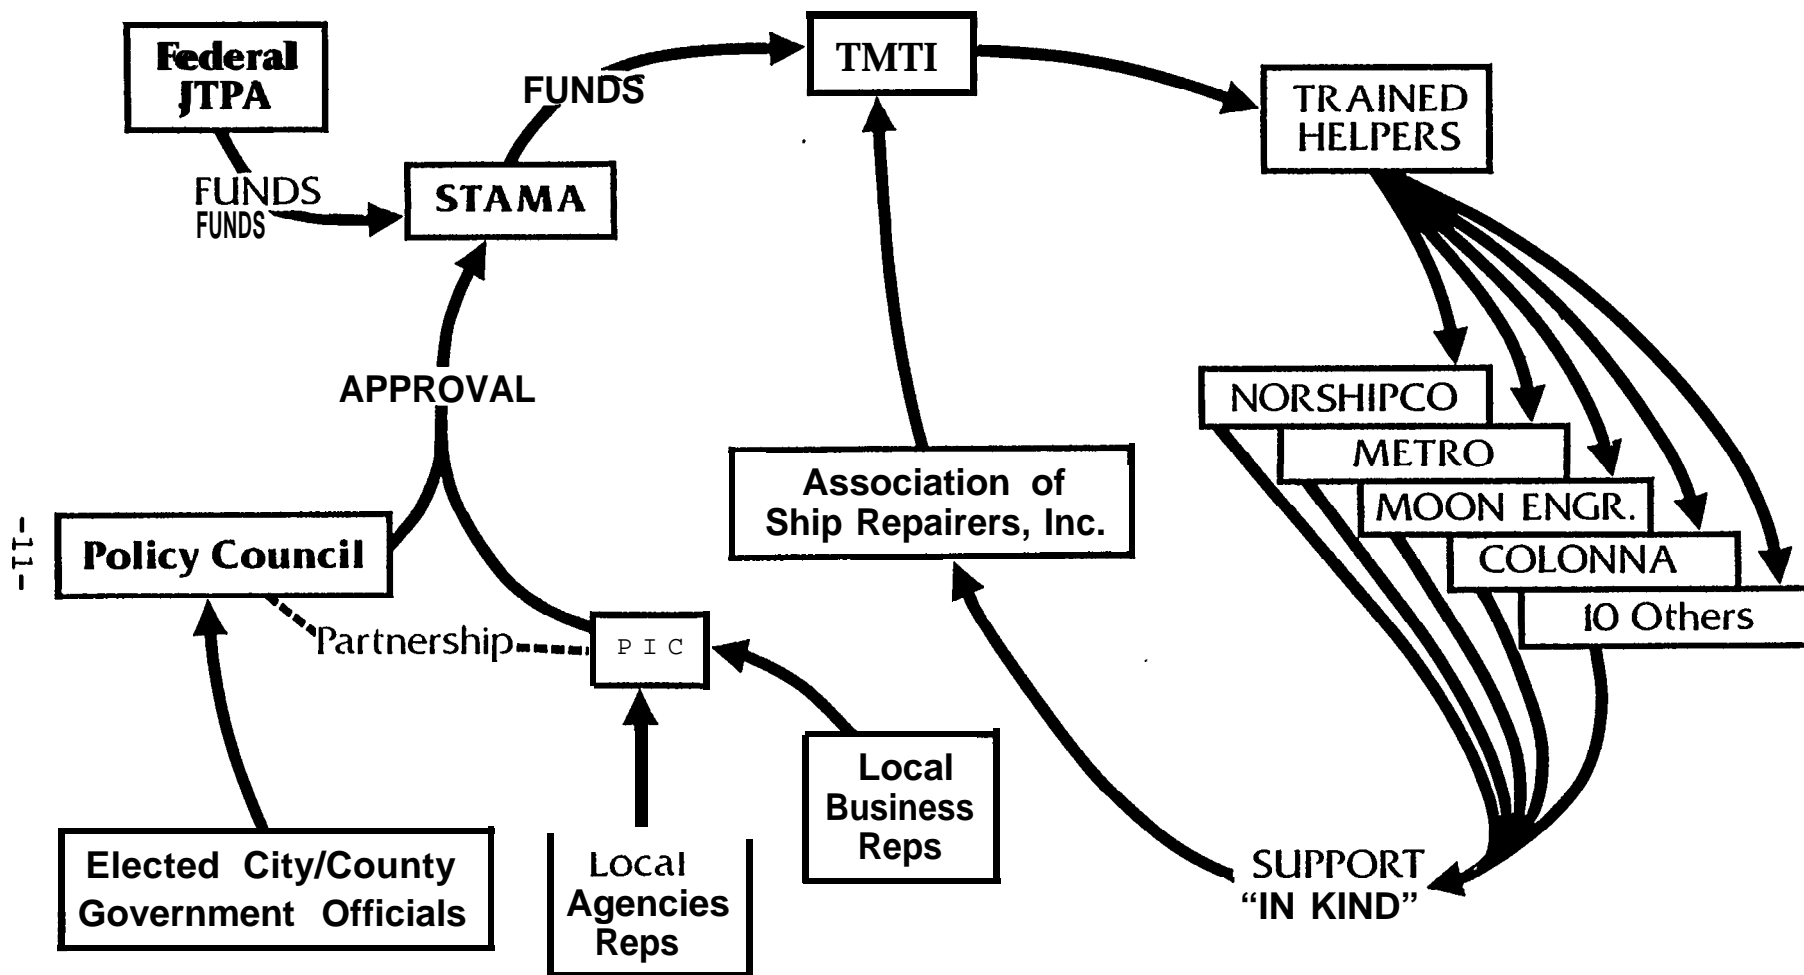 Federal
JTPA
FUNDS
FUNDS
STAMA
FUNDS
TMTI
TRAINED
HELPERS
APPROVAL
NORSHIPCO
METRO
MOON ENGR.
COLONNA
10 Others
Association of
Ship Repairers, Inc.
Policy Council
Partnership
PIC
Local
Business
Reps
Elected City/County
Government Officials
Local
Agencies
Reps
SUPPORT
“IN KIND”
-11-